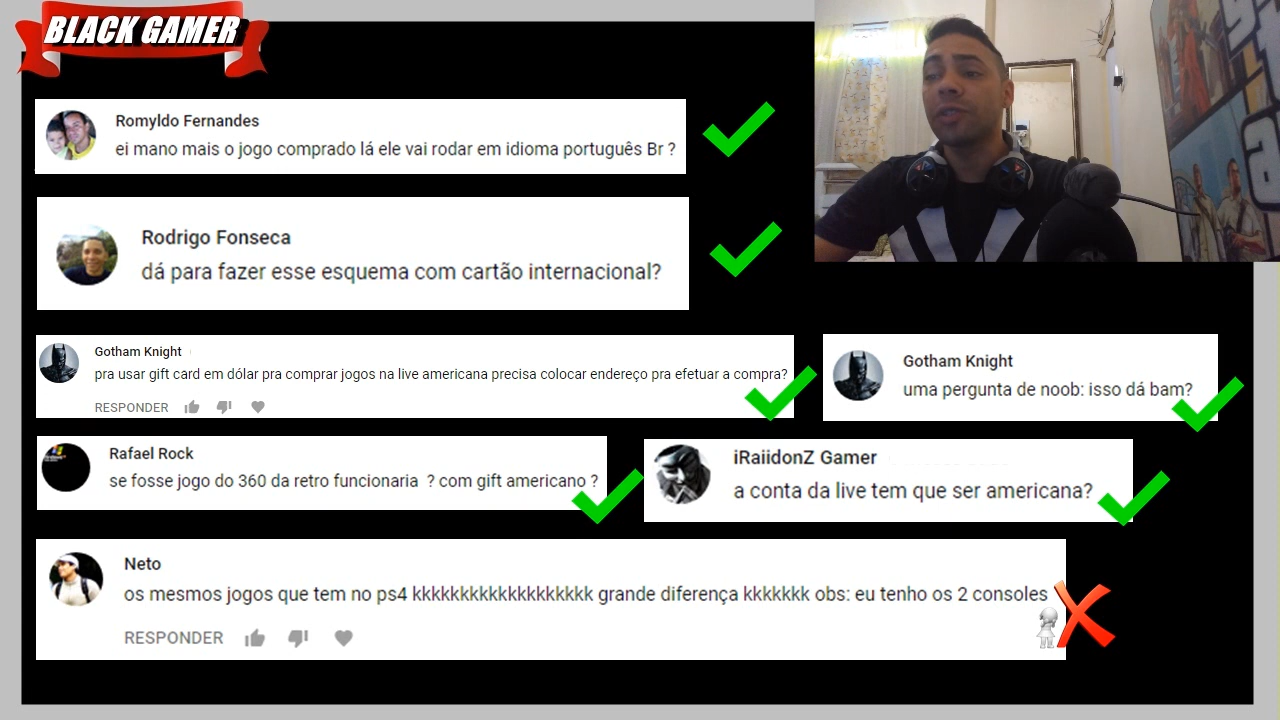 BLACK GAMER
Romyldo Fernandes
ei mano mais o jogo comprado lá ele vai rodar em idioma português Br ?
Rodrigo Fonseca
dá para fazer esse esquema com cartão internacional?
Gotham Knight
pra usar gift card em dólar pra comprar jogos na live americana precisa colocar endereço pra efetuar a compra?
RESPONDER
Gotham Knight
uma pergunta de noob: isso dá bam?
Rafael Rock
se fosse jogo do 360 da retro funcionaria ? com gift americano ?
iRaiidonZ Gamer
a conta da live tem que ser americana?
Neto
os mesmos jogos que tem no ps4 kkkkkkkkkkkkkkkkkkk grande diferença kkkkkkk obs: eu tenho os 2 consoles
RESPONDER